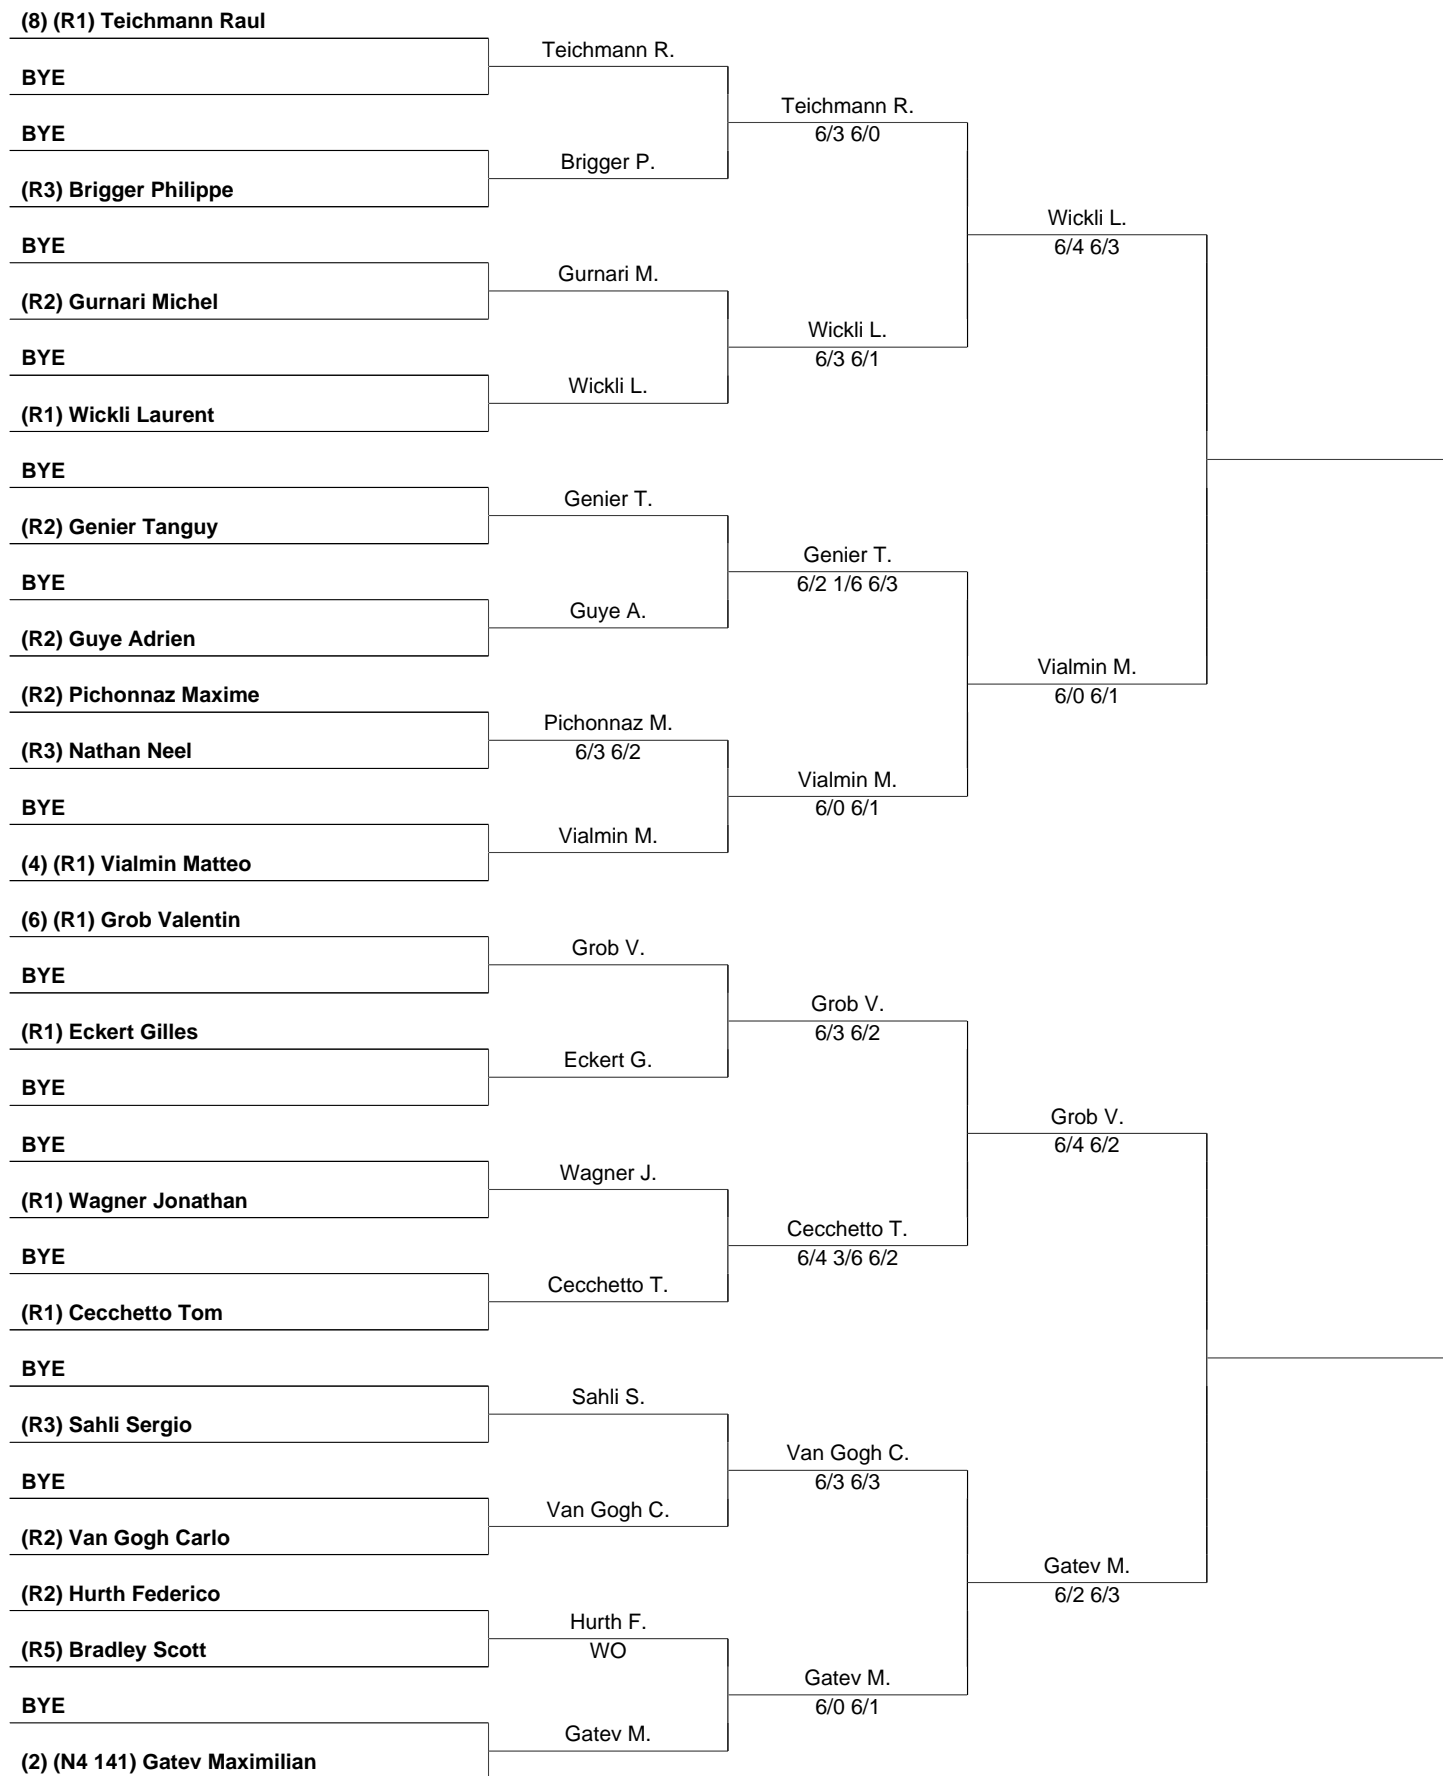 (8) (R1) Teichmann Raul
Teichmann R.
BYE
Teichmann R.
BYE
6/3 6/0
Brigger P.
(R3) Brigger Philippe
Wickli L.
BYE
6/4 6/3
Gurnari M.
(R2) Gurnari Michel
Wickli L.
BYE
6/3 6/1
Wickli L.
(R1) Wickli Laurent
BYE
Genier T.
(R2) Genier Tanguy
Genier T.
BYE
6/2 1/6 6/3
Guye A.
(R2) Guye Adrien
Vialmin M.
(R2) Pichonnaz Maxime
6/0 6/1
Pichonnaz M.
(R3) Nathan Neel
6/3 6/2
Vialmin M.
BYE
6/0 6/1
Vialmin M.
(4) (R1) Vialmin Matteo
(6) (R1) Grob Valentin
Grob V.
BYE
Grob V.
(R1) Eckert Gilles
6/3 6/2
Eckert G.
BYE
Grob V.
BYE
6/4 6/2
Wagner J.
(R1) Wagner Jonathan
Cecchetto T.
BYE
6/4 3/6 6/2
Cecchetto T.
(R1) Cecchetto Tom
BYE
Sahli S.
(R3) Sahli Sergio
Van Gogh C.
BYE
6/3 6/3
Van Gogh C.
(R2) Van Gogh Carlo
Gatev M.
(R2) Hurth Federico
6/2 6/3
Hurth F.
(R5) Bradley Scott
WO
Gatev M.
BYE
6/0 6/1
Gatev M.
(2) (N4 141) Gatev Maximilian